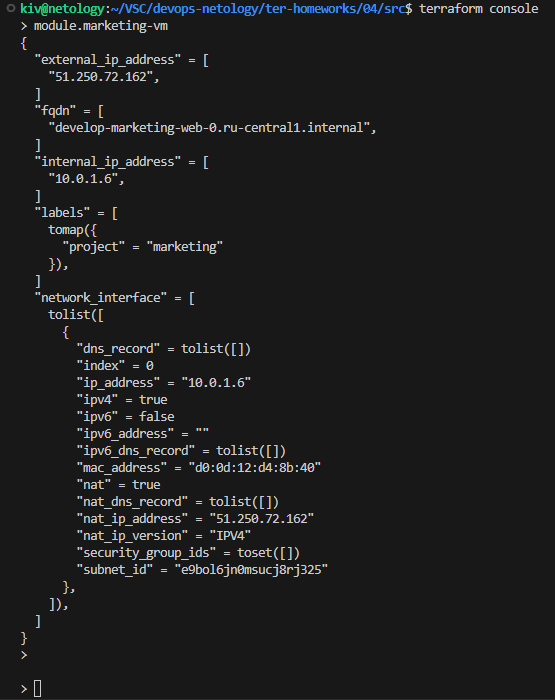 kiv@netology:~/VSC/devops-netology/ter-homeworks/04/src$ terraform console
> module.marketing-vm
{
  "external_ip_address" = [
    "51.250.72.162",
  ]
  "fqdn" = [
    "develop-marketing-web-0.ru-central1.internal",
  ]
  "internal_ip_address" = [
    "10.0.1.6",
  ]
  "labels" = [
    tomap({
      "project" = "marketing"
    }),
  ]
  "network_interface" = [
    tolist([
      {
        "dns_record" = tolist([])
        "index" = 0
        "ip_address" = "10.0.1.6"
        "ipv4" = true
        "ipv6" = false
        "ipv6_address" = ""
        "ipv6_dns_record" = tolist([])
        "mac_address" = "d0:0d:12:d4:8b:40"
        "nat" = true
        "nat_dns_record" = tolist([])
        "nat_ip_address" = "51.250.72.162"
        "nat_ip_version" = "IPV4"
        "security_group_ids" = toset([])
        "subnet_id" = "e9bol6jn0msucj8rj325"
      },
    ]),
  ]
}
>
>